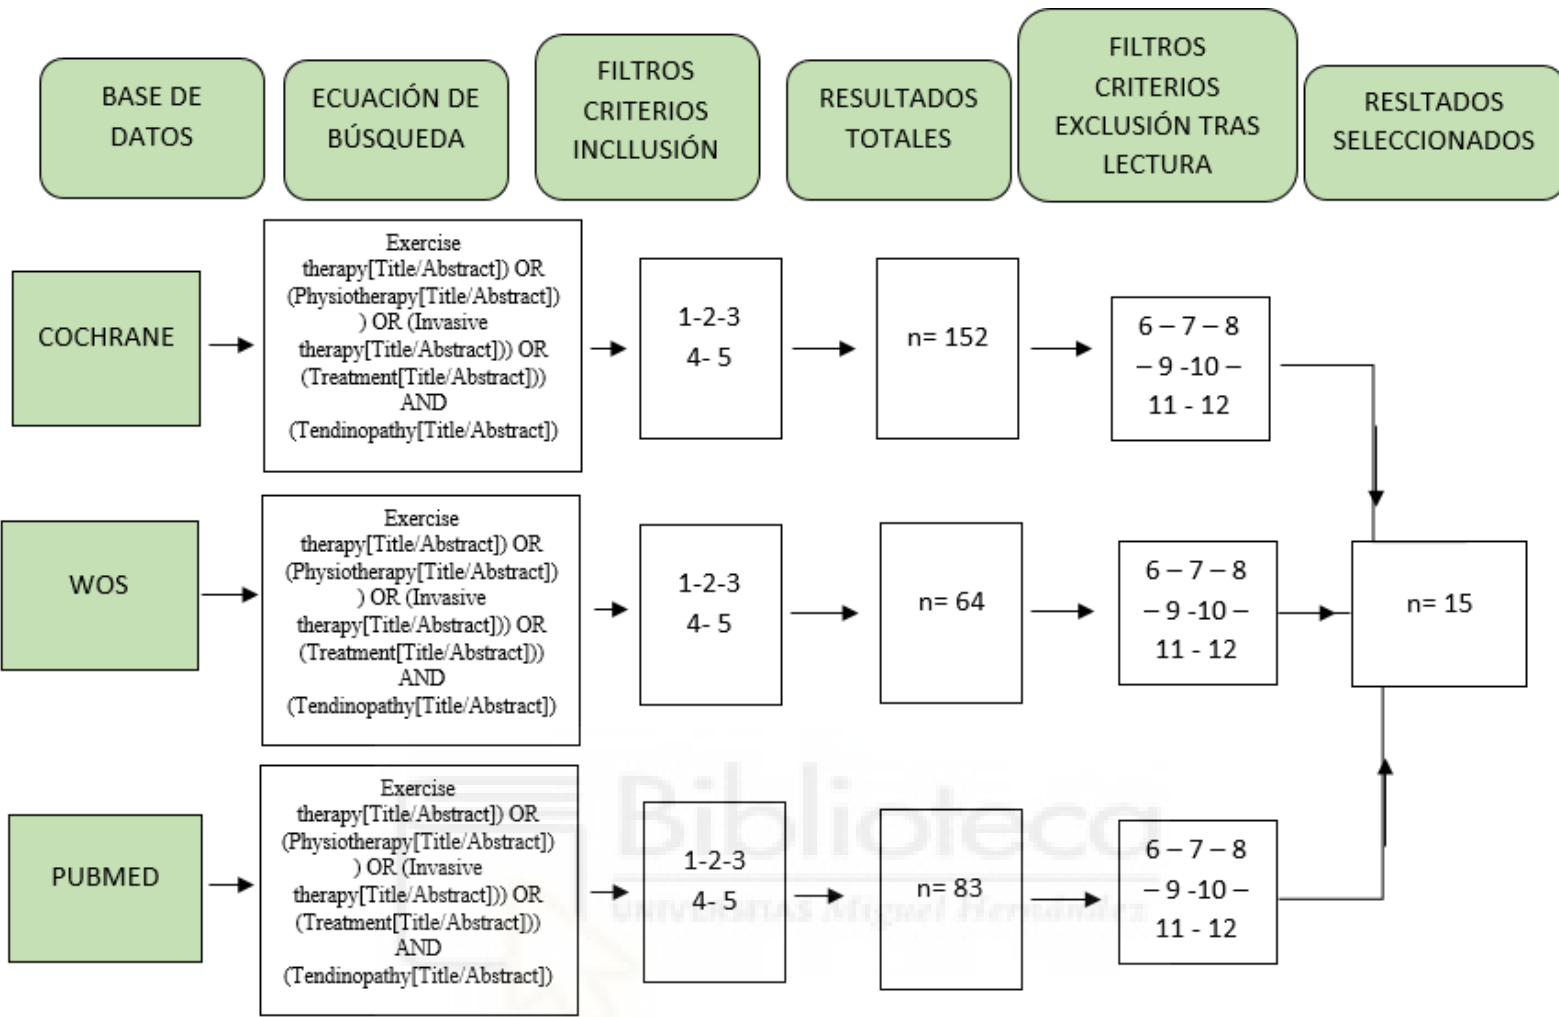 BASE DE
DATOS
ECUACIÓN DE
BÚSQUEDA
FILTROS
CRITERIOS
INCLLUSIÓN
RESULTADOS
TOTALES
FILTROS
CRITERIOS
EXCLUSIÓN TRAS
LECTURA
RESLTADOS
SELECCIONADOS
COCHRANE
Exercise
therapy[Title/Abstract]) OR
(Physiotherapy[Title/Abstract])
) OR (Invasive
therapy[Title/Abstract])) OR
(Treatment[Title/Abstract]))
AND
(Tendinopathy[Title/Abstract])
1-2-3
4- 5
n= 152
6 – 7 – 8
– 9 -10 –
11 - 12
WOS
Exercise
therapy[Title/Abstract]) OR
(Physiotherapy[Title/Abstract])
) OR (Invasive
therapy[Title/Abstract])) OR
(Treatment[Title/Abstract]))
AND
(Tendinopathy[Title/Abstract])
1-2-3
4- 5
n= 64
6 – 7 – 8
– 9 -10 –
11 - 12
n= 15
PUBMED
Exercise
therapy[Title/Abstract]) OR
(Physiotherapy[Title/Abstract])
) OR (Invasive
therapy[Title/Abstract])) OR
(Treatment[Title/Abstract]))
AND
(Tendinopathy[Title/Abstract])
1-2-3
4- 5
n= 83
6 – 7 – 8
– 9 -10 –
11 - 12
Biblioteca
UNIVERSITAS Miguel Hernández